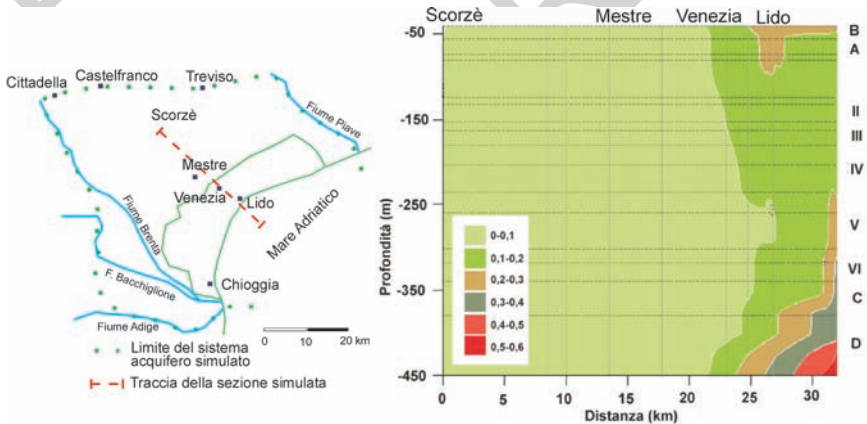 Cittadella
Castelfranco
Treviso
Scorzè
Fiume Piave
Mestre
Venezia
Lido
Mare Adriatico
Fiume Brenta
F. Bacchiglione
Chioggia
Fiume Adige
0 10 20 km
Limite del sistema
acquifero simulato
Traccia della sezione simulata
Scorzè Mestre Venezia Lido
-50
-150
-250
-350
-450
Profondità (m)
B
A
II
III
IV
V
VI
C
D
0-0,1
0,1-0,2
0,2-0,3
0,3-0,4
0,4-0,5
0,5-0,6
0 5 10 15 20 25 30
Distanza (km)